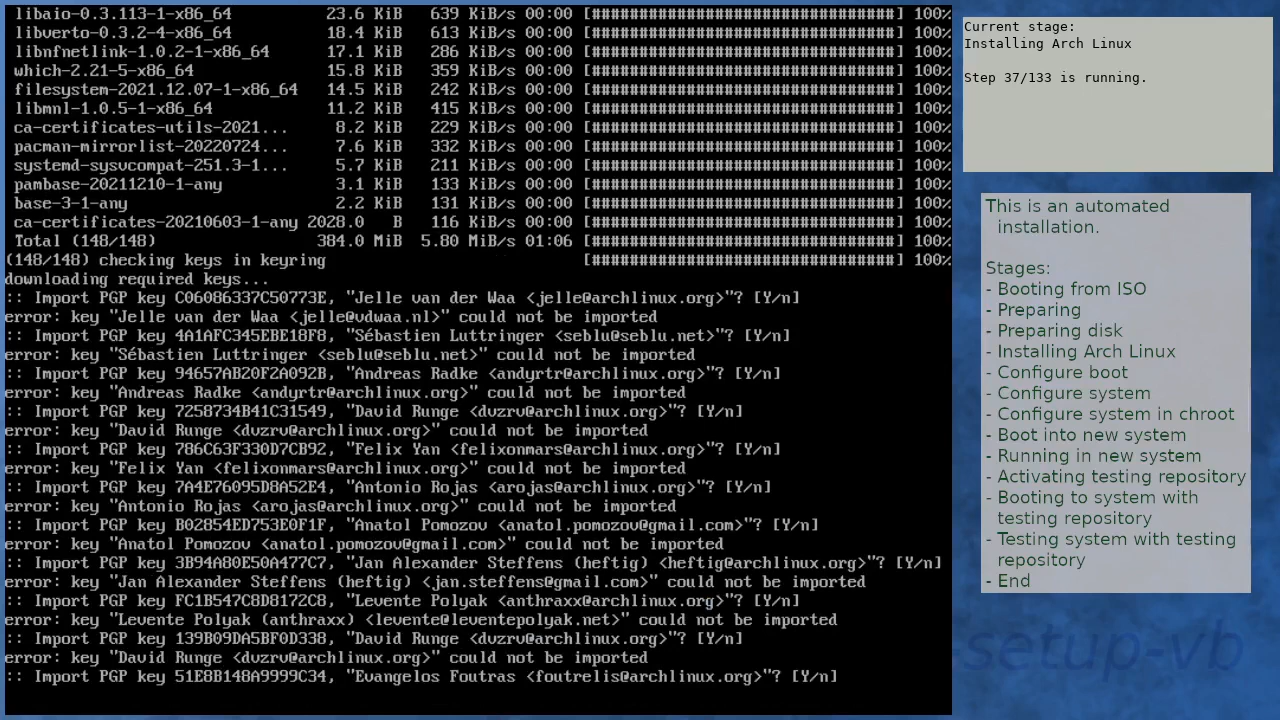 libaio-0.3.113-1-x86_64 23.6 KiB 639 KiB/s 00:00 [################################] 100%
libverto-0.3.2-4-x86_64 18.4 KiB 613 KiB/s 00:00 [################################] 100%
libnfnetlink-1.0.2-1-x86_64 17.1 KiB 286 KiB/s 00:00 [################################] 100%
which-2.21-5-x86_64 15.8 KiB 359 KiB/s 00:00 [################################] 100%
filesystem-2021.12.07-1-x86_64 14.5 KiB 242 KiB/s 00:00 [################################] 100%
libmnl-1.0.5-1-x86_64 11.2 KiB 415 KiB/s 00:00 [################################] 100%
ca-certificates-utils-2021... 8.2 KiB 229 KiB/s 00:00 [################################] 100%
pacman-mirrorlist-20220724... 7.6 KiB 332 KiB/s 00:00 [################################] 100%
systemd-sysvcompat-251.3-1... 5.7 KiB 211 KiB/s 00:00 [################################] 100%
pambase-20211210-1-any 3.1 KiB 133 KiB/s 00:00 [################################] 100%
base-3-1-any 2.2 KiB 131 KiB/s 00:00 [################################] 100%
ca-certificates-20210603-1-any 2028.0 B 116 KiB/s 00:00 [################################] 100%
Total (148/148) 384.0 MiB 5.80 MiB/s 01:06 [################################] 100%
(148/148) checking keys in keyring [################################] 100%
downloading required keys...
:: Import PGP key C06086337C50773E, "Jelle van der Waa <jelle@archlinux.org>"? [Y/n]
error: key "Jelle van der Waa <jelle@vdwaa.nl>" could not be imported
:: Import PGP key 4A1AFC345EBE18F8, "Sébastien Luttringer <seblu@seblu.net>"? [Y/n]
error: key "Sébastien Luttringer <seblu@seblu.net>" could not be imported
:: Import PGP key 94657AB20F2A092B, "Andreas Radke <andyrtr@archlinux.org>"? [Y/n]
error: key "Andreas Radke <andyrtr@archlinux.org>" could not be imported
:: Import PGP key 7258734B41C31549, "David Runge <dvzrv@archlinux.org>"? [Y/n]
error: key "David Runge <dvzrv@archlinux.org>" could not be imported
:: Import PGP key 786C63F330D7CB92, "Felix Yan <felixonmars@archlinux.org>"? [Y/n]
error: key "Felix Yan <felixonmars@archlinux.org>" could not be imported
:: Import PGP key 7A4E76095D8A52E4, "Antonio Rojas <arojas@archlinux.org>"? [Y/n]
error: key "Antonio Rojas <arojas@archlinux.org>" could not be imported
:: Import PGP key B02854ED753E0F1F, "Anatol Pomozov <anatol.pomozov@gmail.com>"? [Y/n]
error: key "Anatol Pomozov <anatol.pomozov@gmail.com>" could not be imported
:: Import PGP key 3B94A80E50A477C7, "Jan Alexander Steffens (heftig) <heftig@archlinux.org>"? [Y/n]
error: key "Jan Alexander Steffens (heftig) <jan.steffens@gmail.com>" could not be imported
:: Import PGP key FC1B547C8D8172C8, "Levente Polyak <anthraxx@archlinux.org>"? [Y/n]
error: key "Levente Polyak (anthraxx) <levente@leventepolyak.net>" could not be imported
:: Import PGP key 139B09DA5BF0D338, "David Runge <dvzrv@archlinux.org>"? [Y/n]
error: key "David Runge <dvzrv@archlinux.org>" could not be imported
:: Import PGP key 51E8B148A9999C34, "Evangelos Foutras <foutrelis@archlinux.org>"? [Y/n]
Current stage:
Installing Arch Linux
Step 37/133 is running.
This is an automated
installation.
Stages:
- Booting from ISO
- Preparing
- Preparing disk
- Installing Arch Linux
- Configure boot
- Configure system
- Configure system in chroot
- Boot into new system
- Running in new system
- Activating testing repository
- Booting to system with
testing repository
- Testing system with testing
repository
- End
-setup-vb